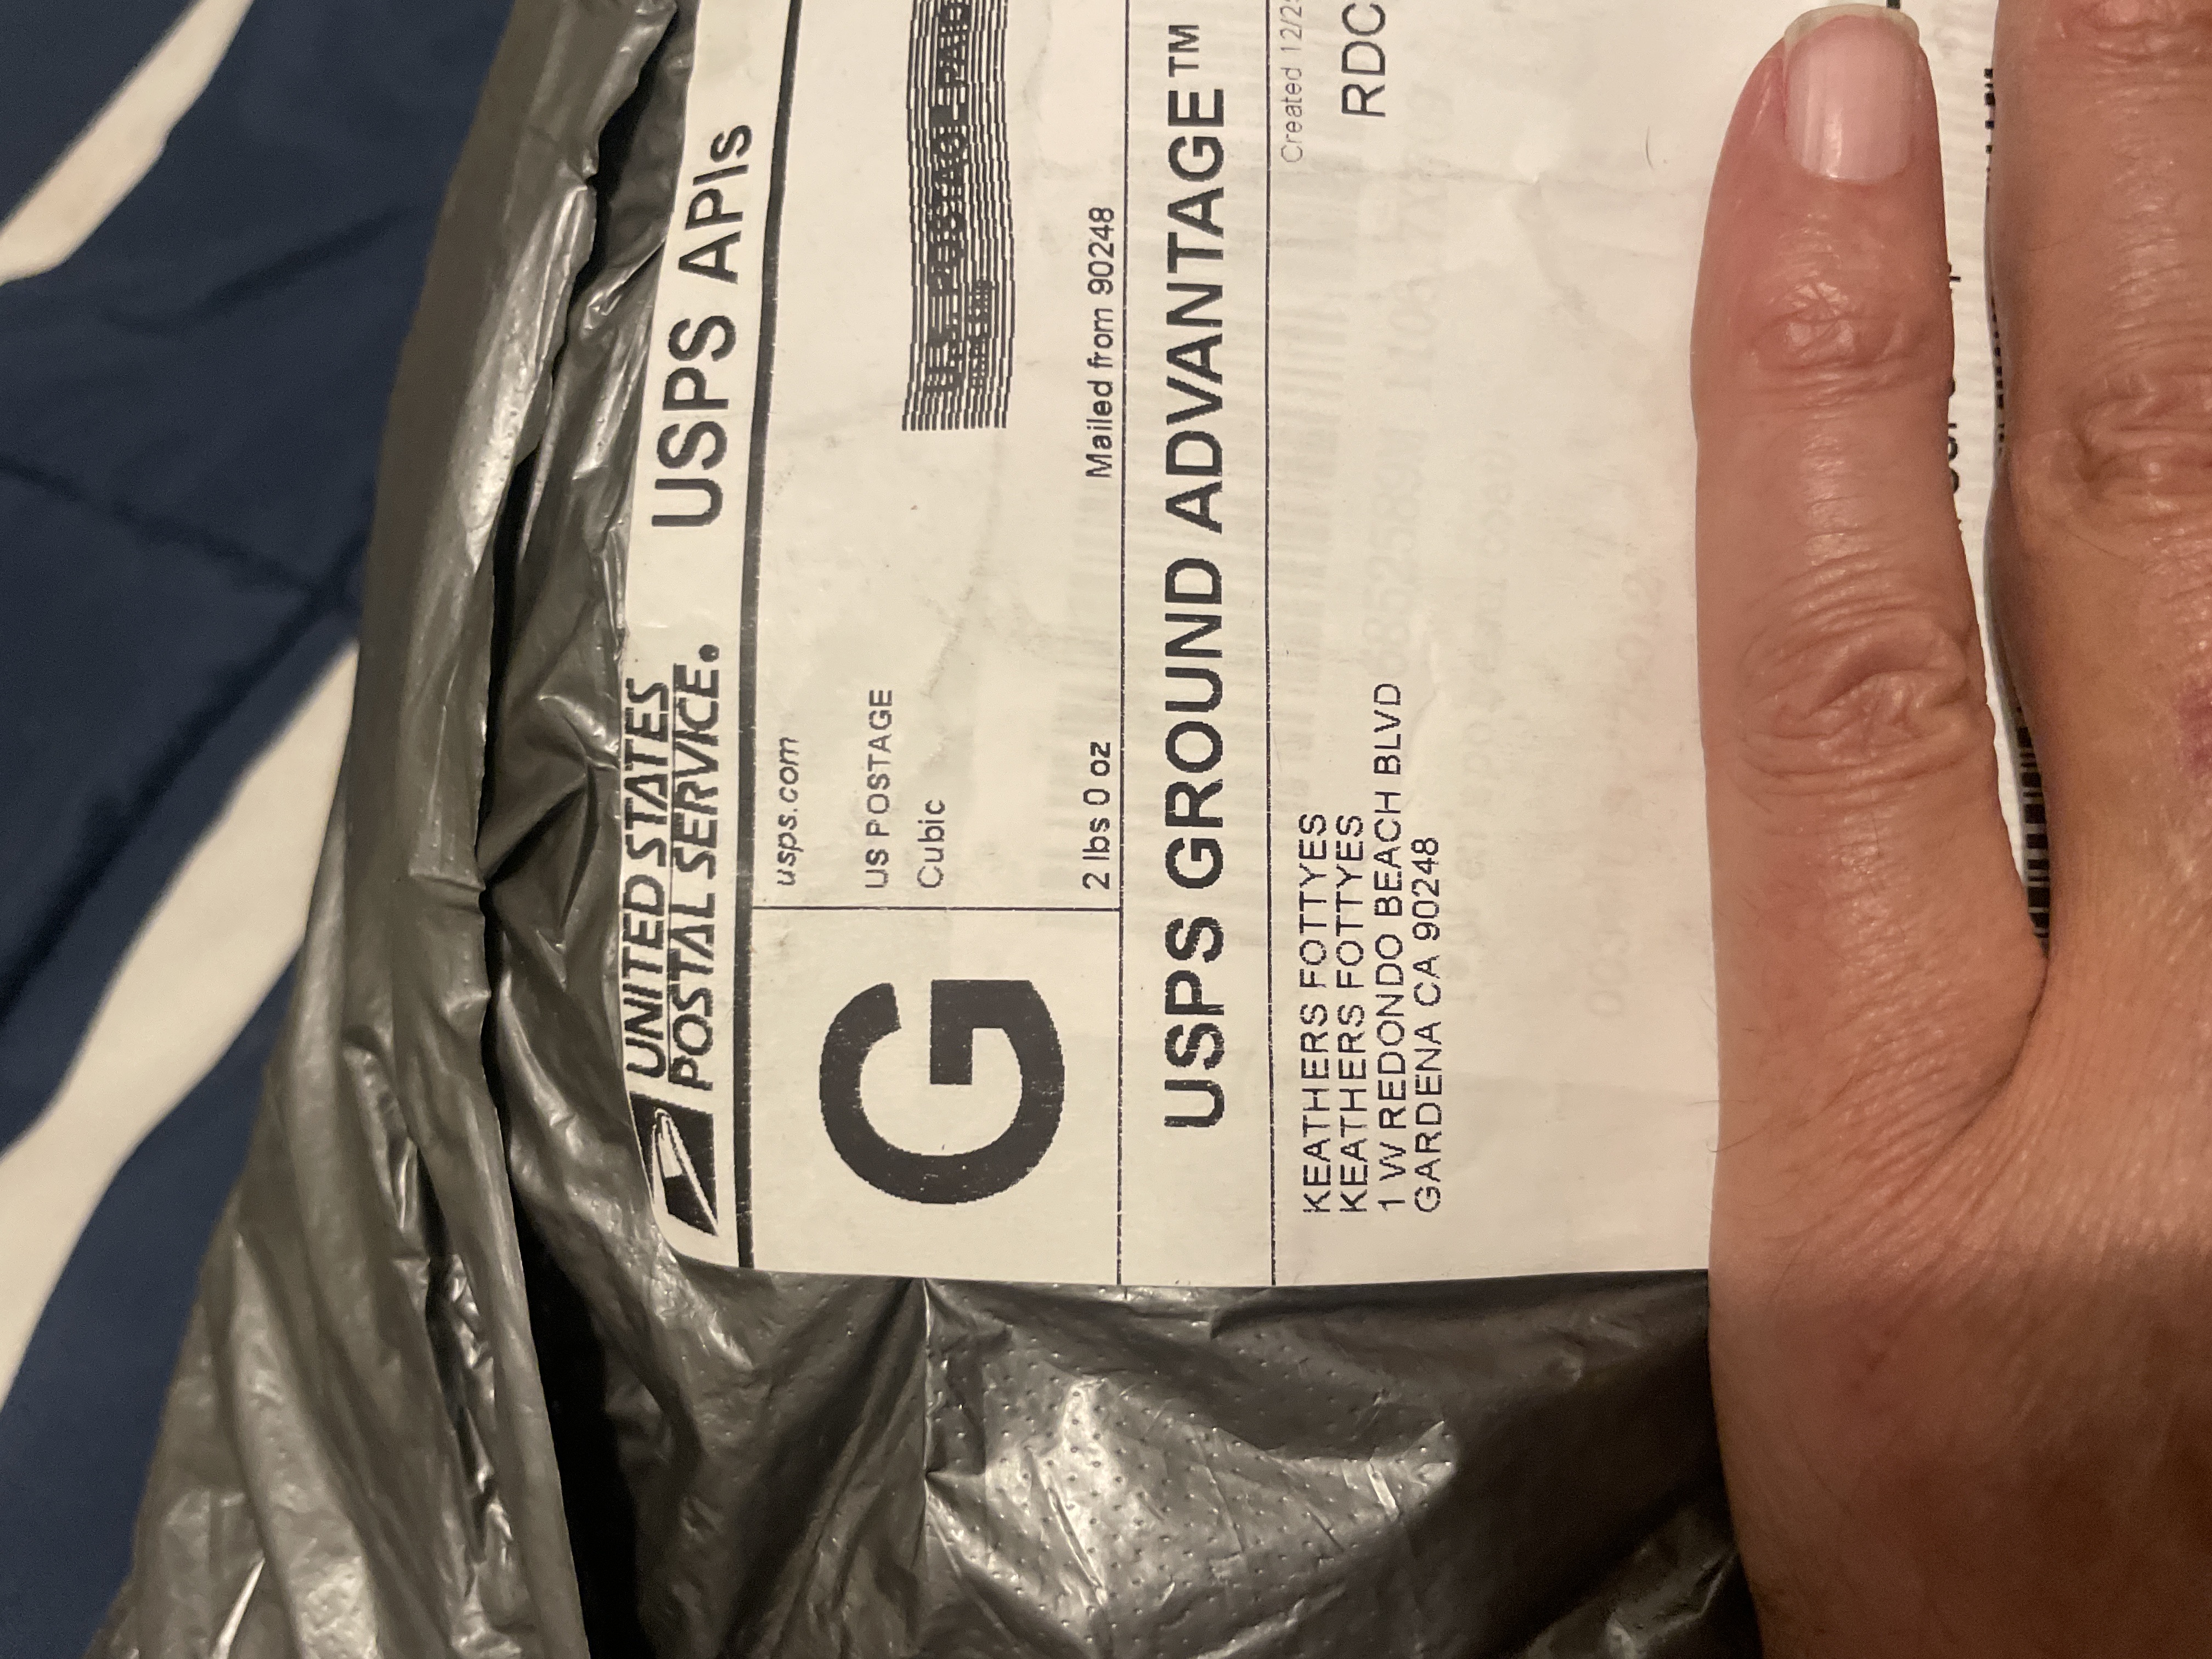 UNITED STATES
POSTAL SERVICE.
USPS APIs
usps.com
US POSTAGE
Cubic
2 lbs 0 oz
Mailed from 90248
G
USPS GROUND ADVANTAGE™
Created
RDC
KEATHERS FOTTYES
KEATHERS FOTTYES
1 W REDONDO BEACH BLVD
GARDENA CA 90248